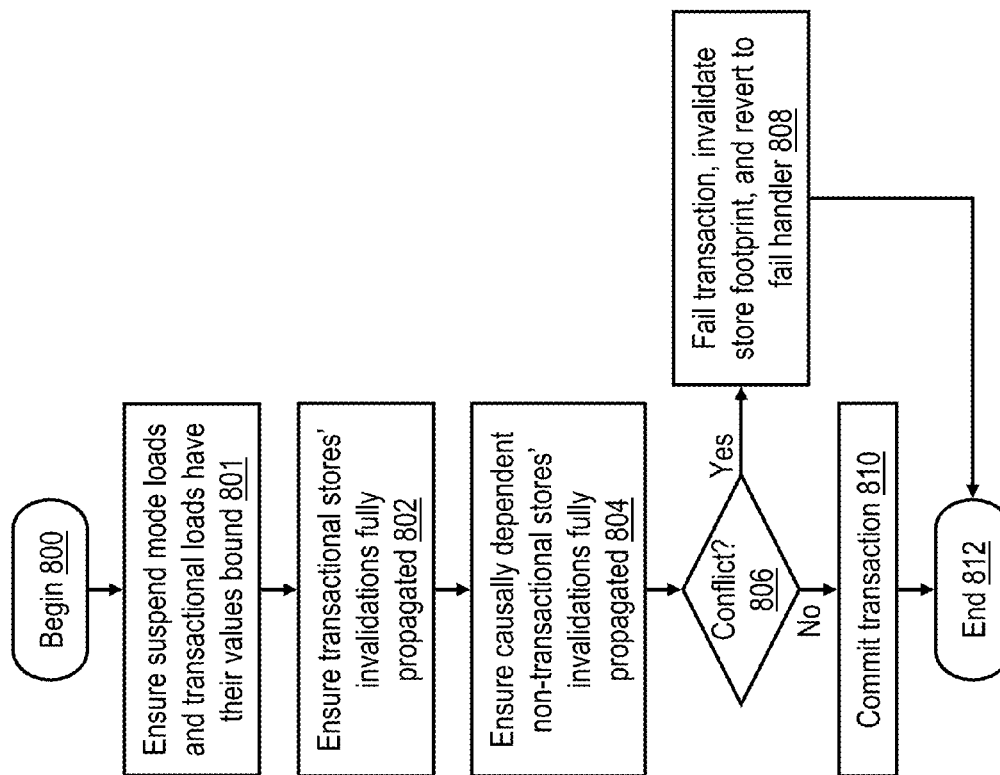 Begin 800
Ensure suspend mode loads
and transactional loads have
their values bound 801
Ensure transactional stores'
invalidations fully
propagated 802
Ensure causally dependent
non-transactional stores'
invalidations fully
propagated 804
Conflict?
806
Yes
Fail transaction, invalidate
store footprint, and revert to
fail handler 808
No
Commit transaction 810
End 812